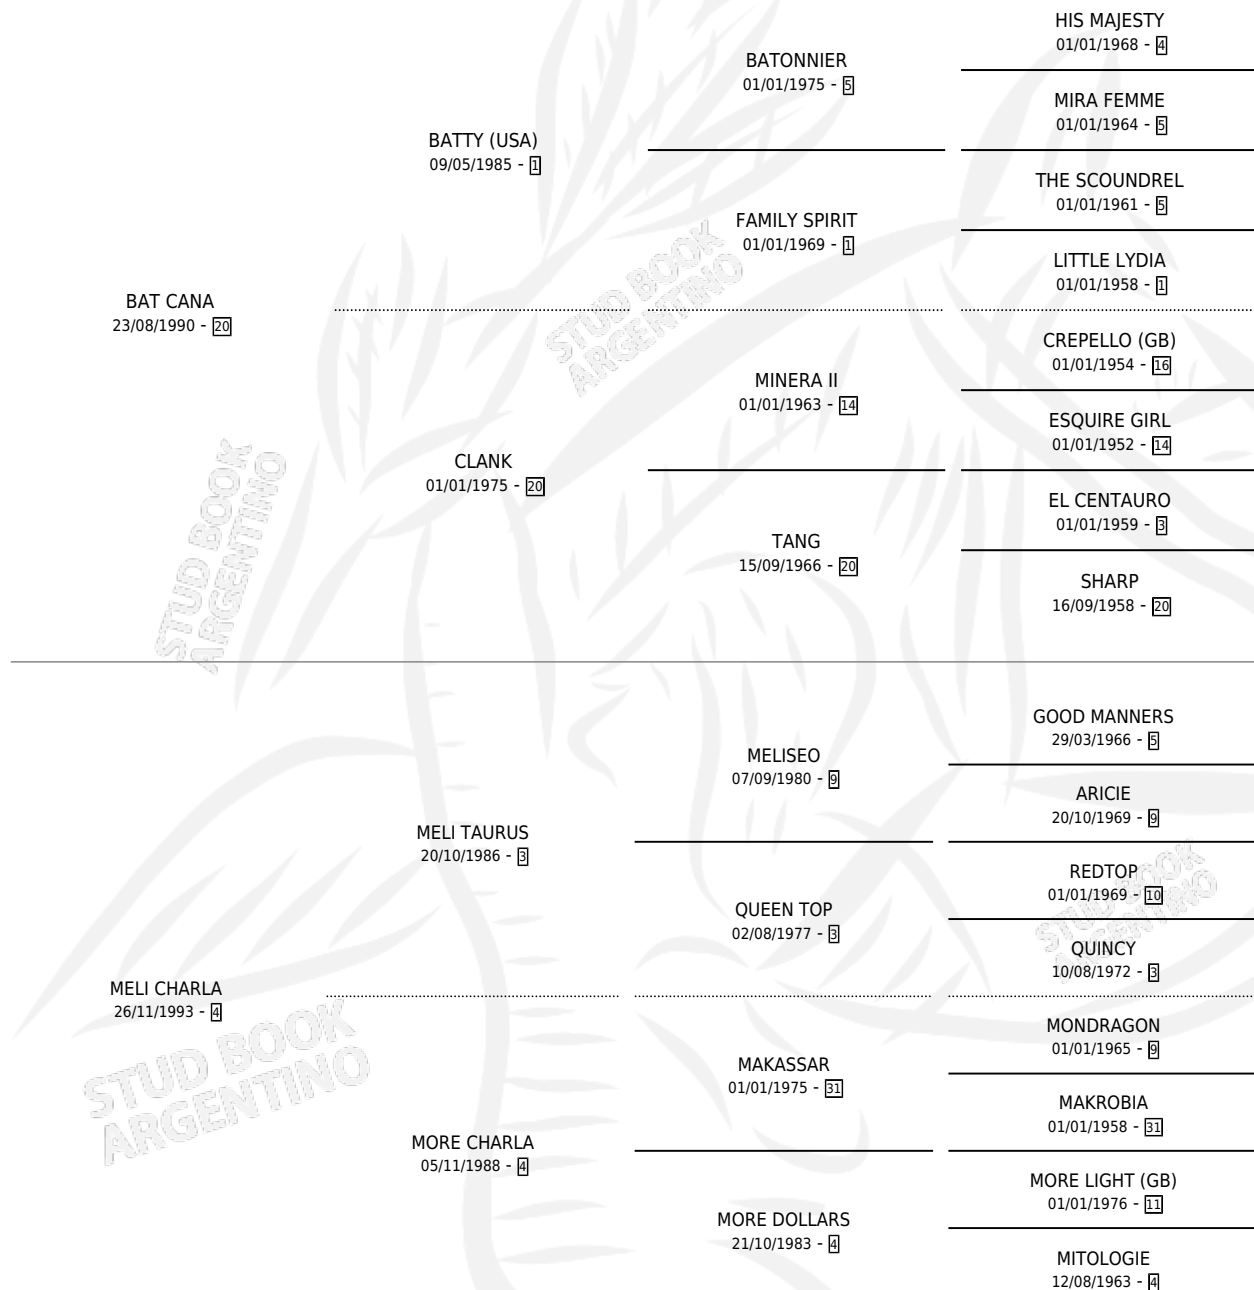 HIS MAJESTY
01/01/1968 - 4
BATONNIER
01/01/1975 - 5
MIRA FEMME
01/01/1964 - 5
BATTY (USA)
09/05/1985 - 1
THE SCOUNDREL
01/01/1961 - 5
FAMILY SPIRIT
01/01/1969 - 1
LITTLE LYDIA
01/01/1958 - 1
BAT CANA
23/08/1990 - 20
CREPELLO (GB)
01/01/1954 - 16
MINERA II
01/01/1963 - 14
ESQUIRE GIRL
01/01/1952 - 14
CLANK
01/01/1975 - 20
EL CENTAURO
01/01/1959 - 3
TANG
15/09/1966 - 20
SHARP
16/09/1958 - 20
GOOD MANNERS
29/03/1966 - 5
MELISEO
07/09/1980 - 9
ARICIE
20/10/1969 - 9
MELI TAURUS
20/10/1986 - 3
REDTOP
01/01/1969 - 10
QUEEN TOP
02/08/1977 - 3
QUINCY
10/08/1972 - 3
MELI CHARLA
26/11/1993 - 4
MONDRAGON
01/01/1965 - 9
MAKASSAR
01/01/1975 - 31
MAKROBIA
01/01/1958 - 31
MORE CHARLA
05/11/1988 - 4
MORE LIGHT (GB)
01/01/1976 - 11
MORE DOLLARS
21/10/1983 - 4
MITOLOGIE
12/08/1963 - 4
STUD BOOK
ARGENTINO
STUD BOOK
ARGENTINO
STUD BOOK
ARGENTINO
STUD BOOK
ARGENTINO